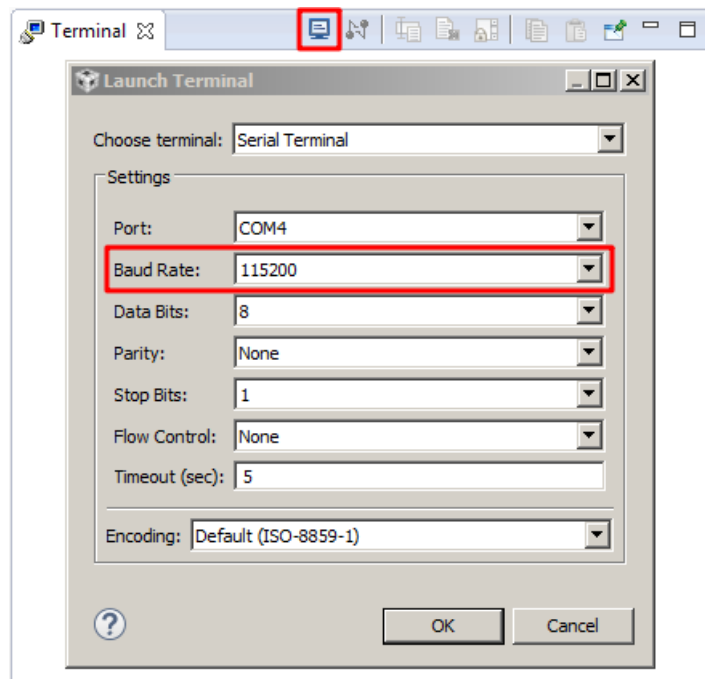 Terminal
Launch Terminal
Choose terminal: Serial Terminal
Settings
Port: COM4
Baud Rate: 115200
Data Bits: 8
Parity: None
Stop Bits: 1
Flow Control: None
Timeout (sec): 5
Encoding: Default (ISO-8859-1)
? OK Cancel